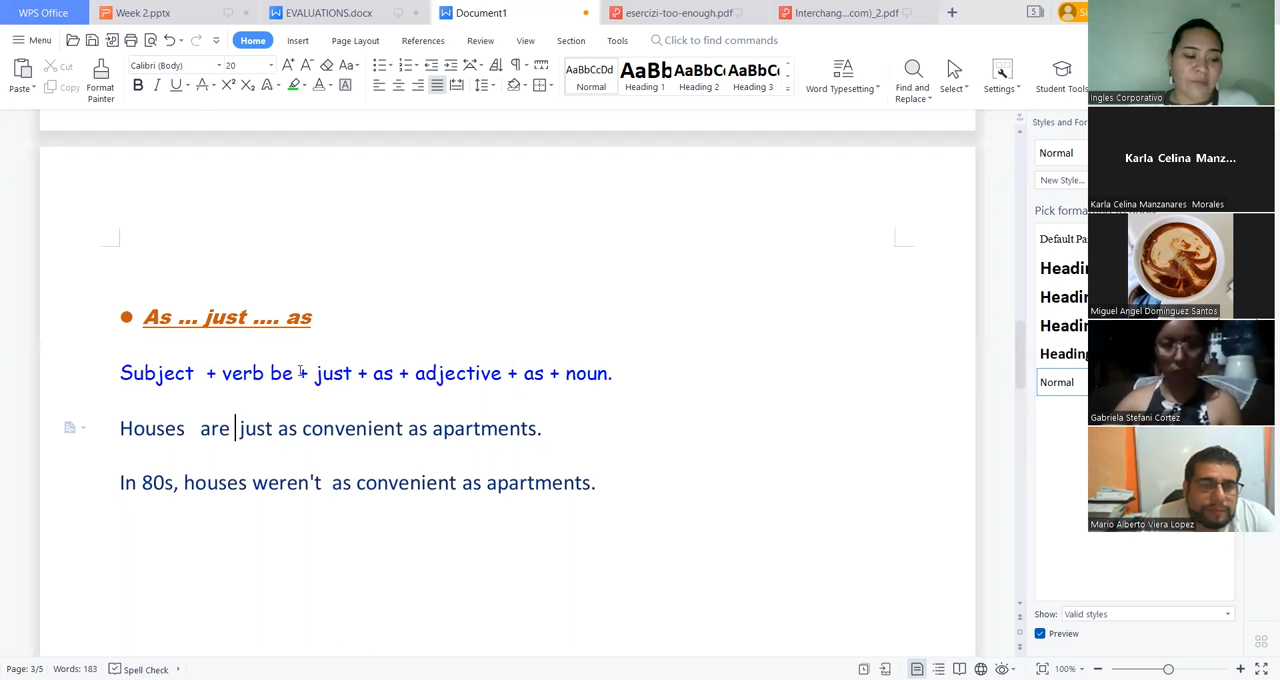 WPS Office
Week 2.pptx
EVALUATIONS.docx
Document1
esercizi-too-enough.pdf
Interchang...com)_2.pdf
5
Menu
Home
Insert
Page Layout
References
Review
View
Section
Tools
Click to find commands
Paste
Cut
Copy
Format Painter
Calibri (Body)
20
AaBbCcDd
Normal
AaBb
Heading 1
AaBbC
Heading 2
AaBbC
Heading 3
Word Typesetting
Find and Replace
Select
Settings
Student Tools
Styles and For
Normal
New Style...
Default Pa
Headi
Headi
Headi
Heading
Normal
Show: Valid styles
Preview
As ... just .... as
Subject + verb be + just + as + adjective + as + noun.
Houses are just as convenient as apartments.
In 80s, houses weren't as convenient as apartments.
Ingles Corporativo
Karla Celina Manz...
Karla Celina Manzanares Morales
Miguel Angel Dominguez Santos
Gabriela Stefani Cortez
Mario Alberto Viera Lopez
Page: 3/5
Words: 183
Spell Check
100%